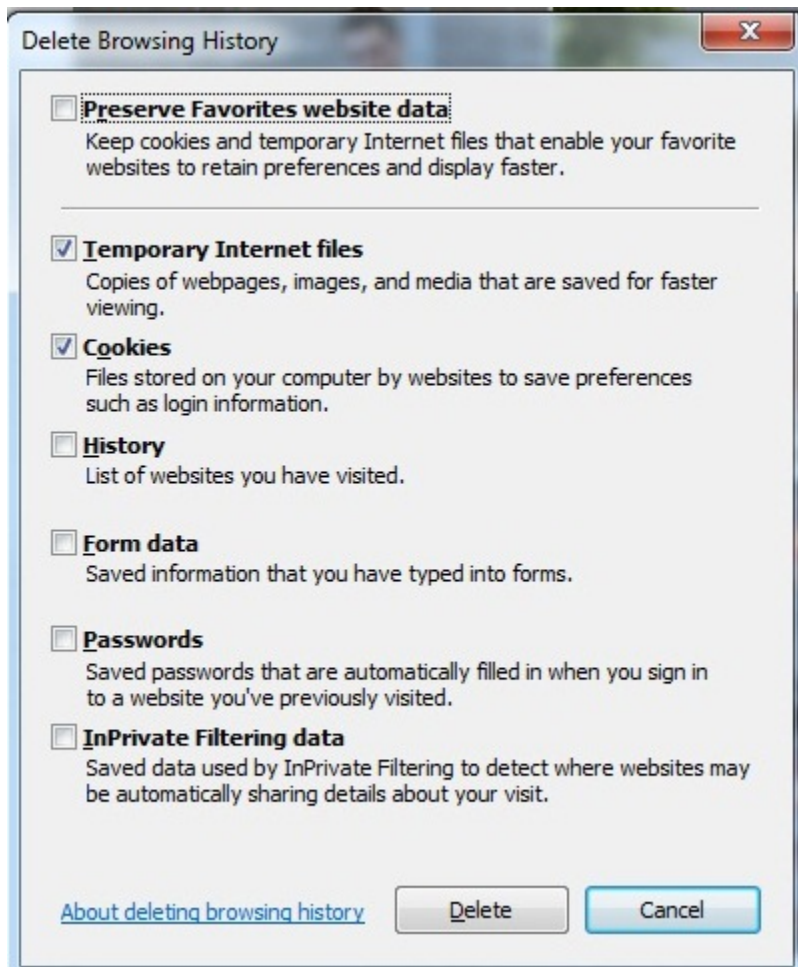 Delete Browsing History
Preserve Favorites website data
Keep cookies and temporary Internet files that enable your favorite
websites to retain preferences and display faster.
Temporary Internet files
Copies of webpages, images, and media that are saved for faster
viewing.
Cookies
Files stored on your computer by websites to save preferences
such as login information.
History
List of websites you have visited.
Form data
Saved information that you have typed into forms.
Passwords
Saved passwords that are automatically filled in when you sign in
to a website you've previously visited.
InPrivate Filtering data
Saved data used by InPrivate Filtering to detect where websites may
be automatically sharing details about your visit.
About deleting browsing history
Delete
Cancel